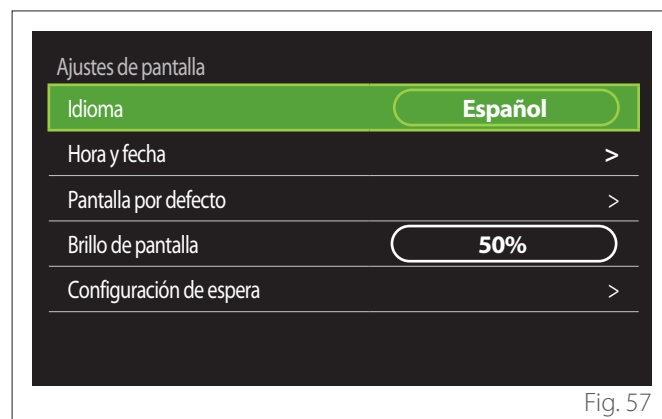 Ajustes de pantalla
Idioma Español
Hora y fecha >
Pantalla por defecto >
Brillo de pantalla 50%
Configuración de espera >
Fig. 57